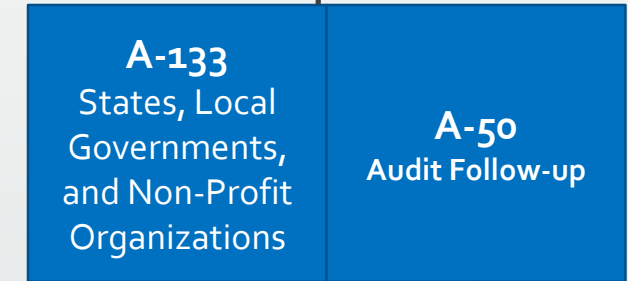 A-133
States, Local
Governments,
and Non-Profit
Organizations
A-50
Audit Follow-up